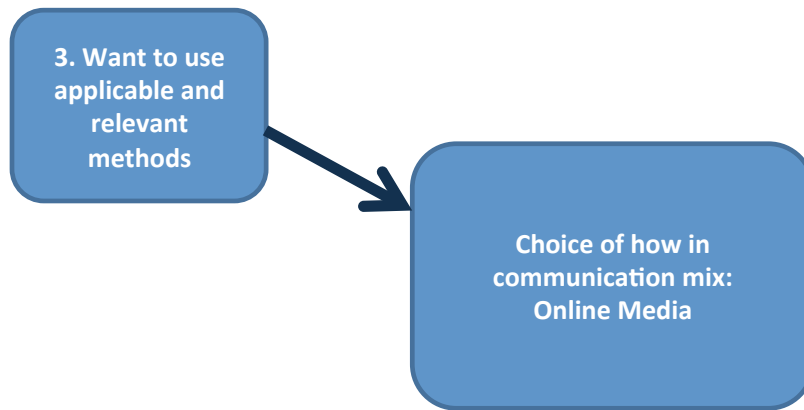 3. Want to use
applicable and
relevant
methods
Choice of how in
communication mix:
Online Media